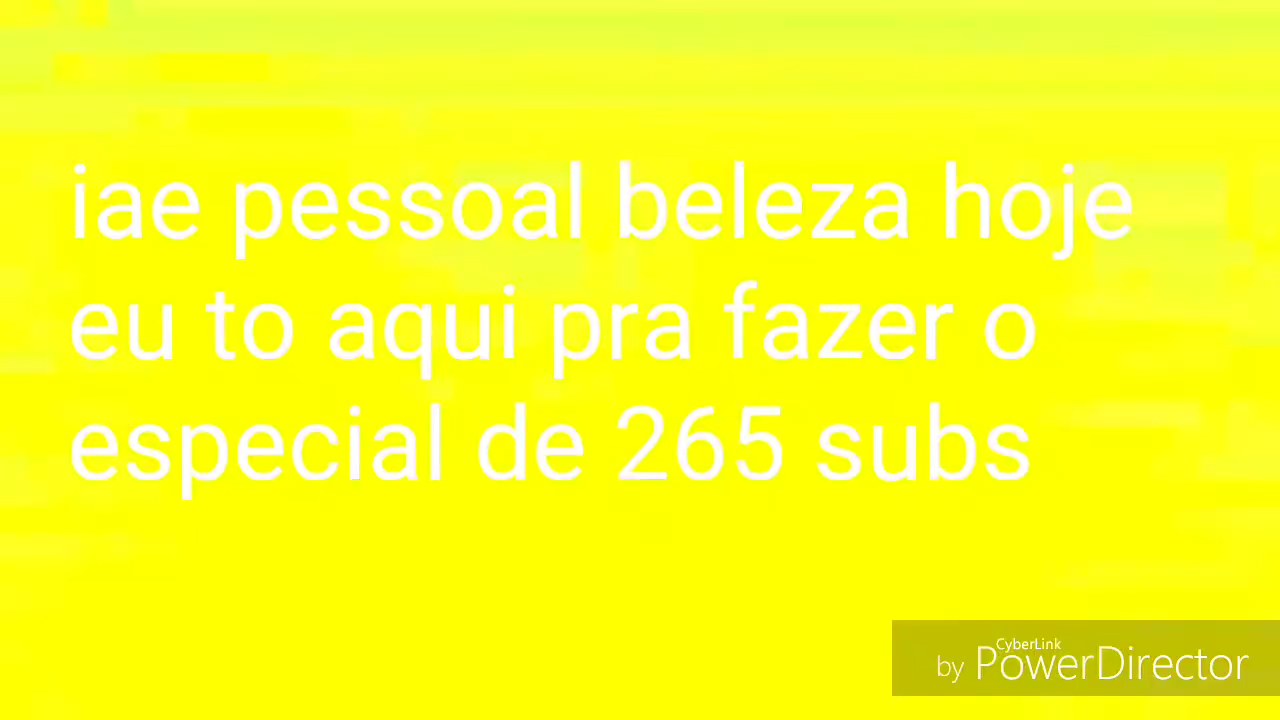 iae pessoal beleza hoje
eu to aqui pra fazer o
especial de 265 subs
CyberLink
by PowerDirector